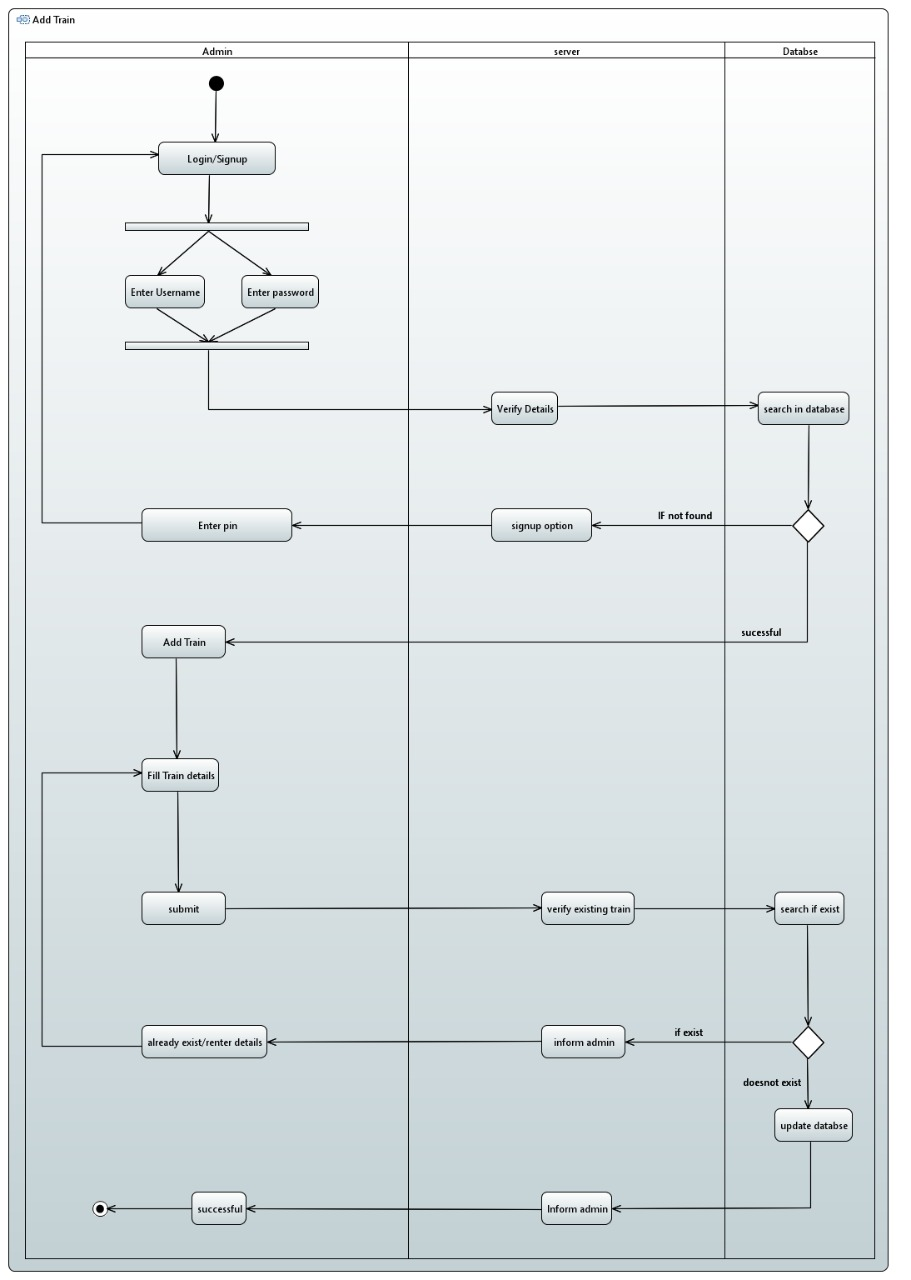 Add Train
Admin
server
Databse
Login/Signup
Enter Username
Enter password
Verify Details
search in database
Enter pin
signup option
IF not found
sucessful
Add Train
Fill Train details
submit
verify existing train
search if exist
already exist/renter details
inform admin
if exist
doesnot exist
update databse
successful
Inform admin